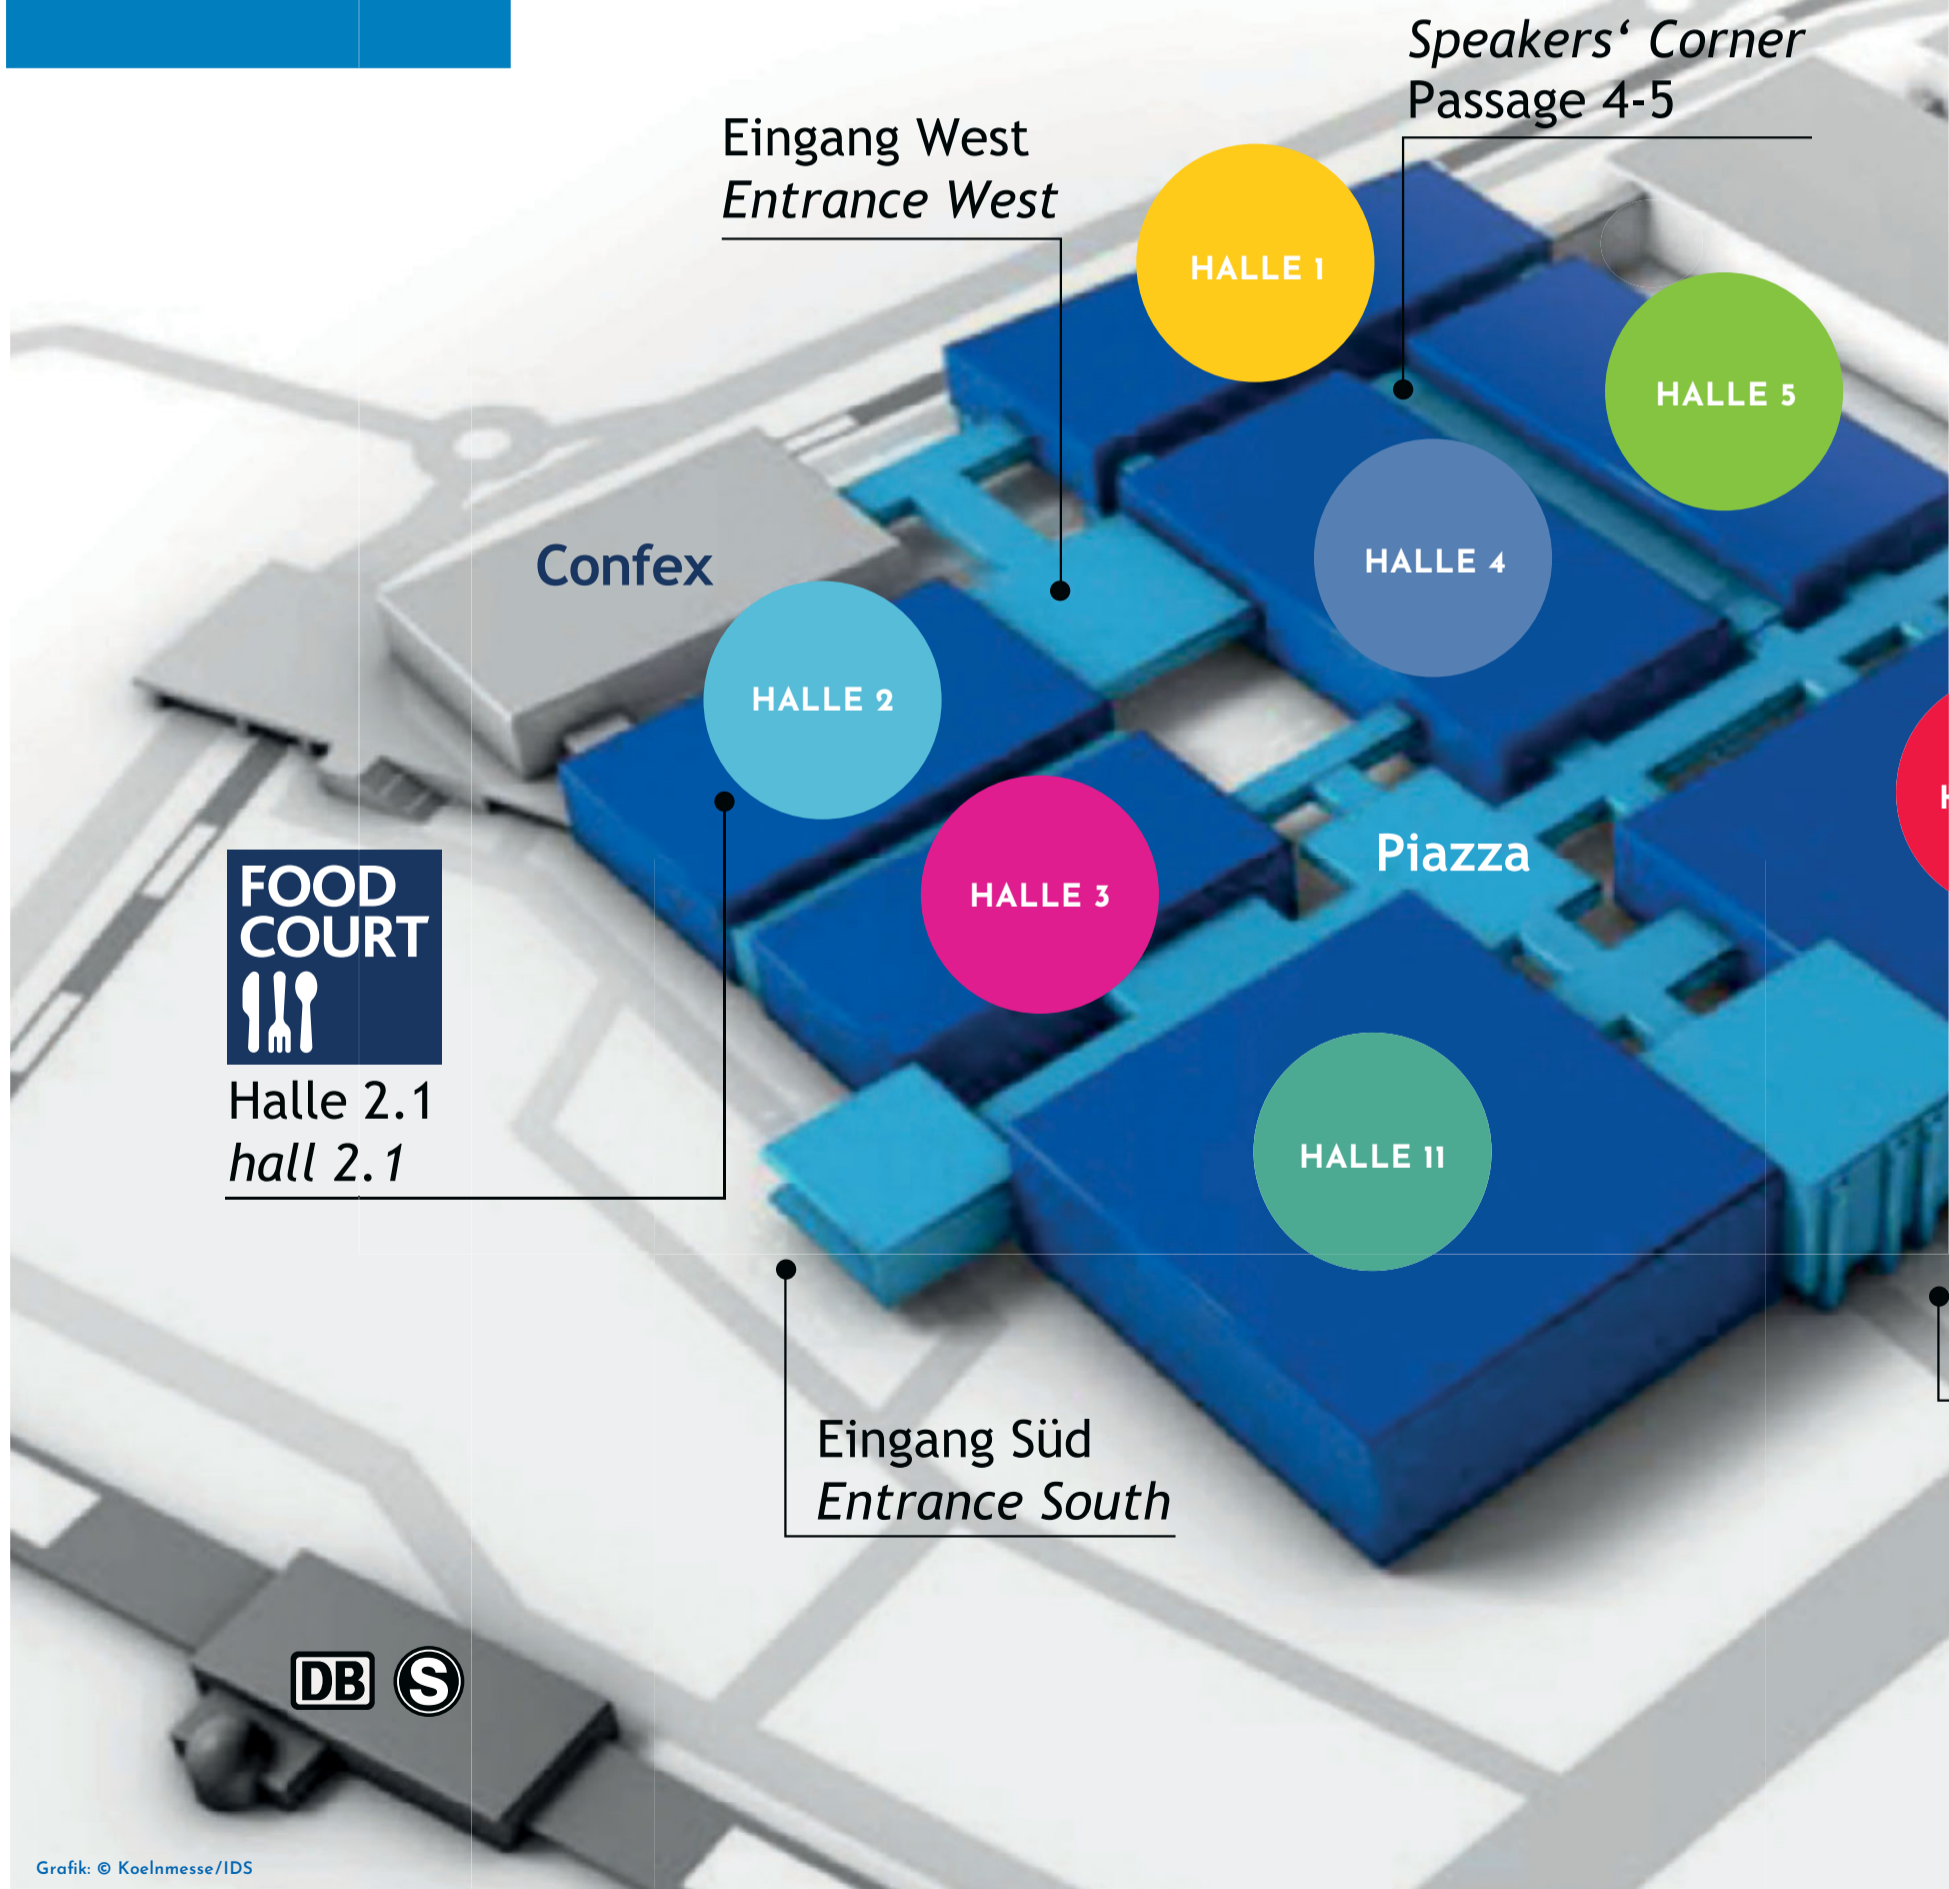 Speakers‘ Corner
Passage 4-5
Eingang West
Entrance West
HALLE 1
HALLE 5
HALLE 4
Confex
HALLE 2
HALLE 3
Piazza
FOOD
COURT
Halle 2.1
hall 2.1
HALLE 11
Eingang Süd
Entrance South
DB S
Grafik: © Koelnmesse/IDS